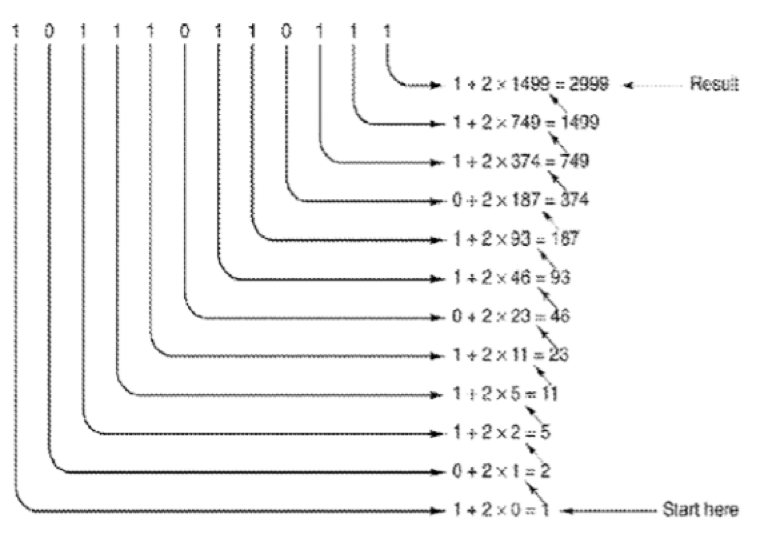 1 0 1 1 1 0 1 1 0 1 1 1
1 + 2 × 1499 = 2999 Result
1 + 2 × 749 = 1499
1 + 2 × 374 = 749
0 + 2 × 187 = 374
1 + 2 × 93 = 187
1 + 2 × 46 = 93
0 + 2 × 23 = 46
1 + 2 × 11 = 23
1 + 2 × 5 = 11
1 + 2 × 2 = 5
0 + 2 × 1 = 2
1 + 2 × 0 = 1 Start here